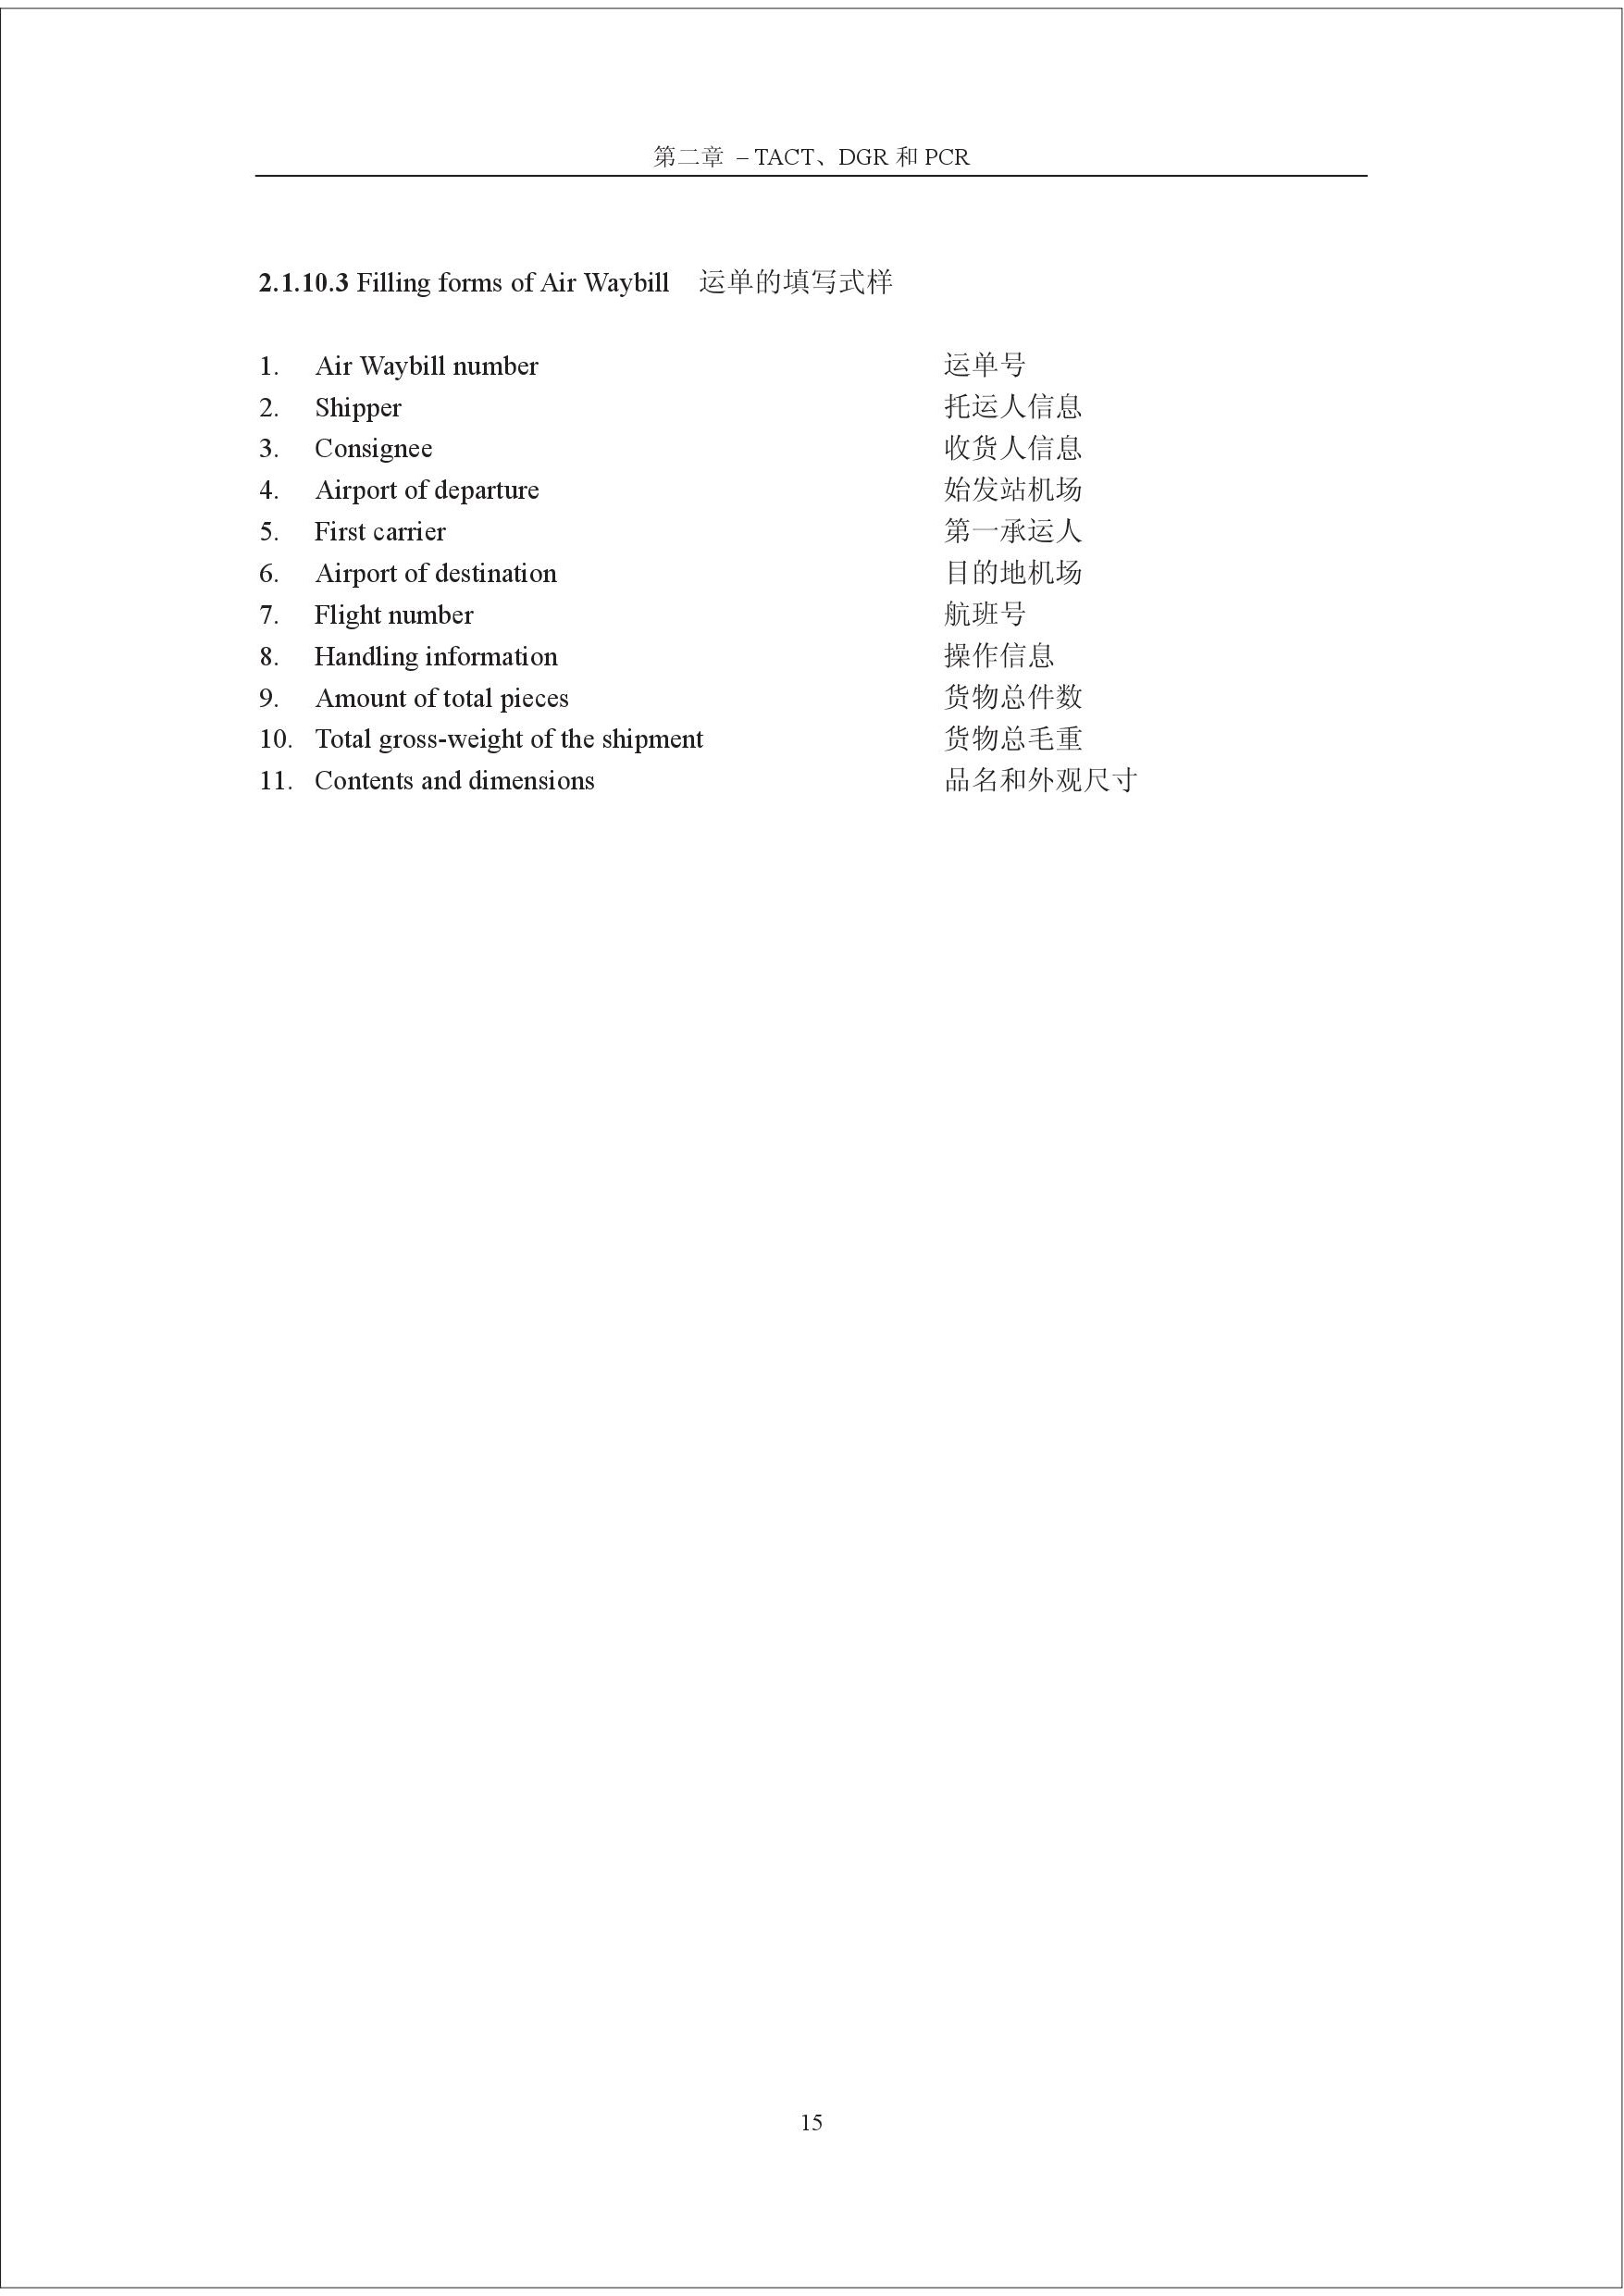 第二章 – TACT、DGR 和 PCR
2.1.10.3 Filling forms of Air Waybill 运单的填写式样
1. Air Waybill number 运单号
2. Shipper 托运人信息
3. Consignee 收货人信息
4. Airport of departure 始发站机场
5. First carrier 第一承运人
6. Airport of destination 目的地机场
7. Flight number 航班号
8. Handling information 操作信息
9. Amount of total pieces 货物总件数
10. Total gross-weight of the shipment 货物总毛重
11. Contents and dimensions 品名和外观尺寸
15